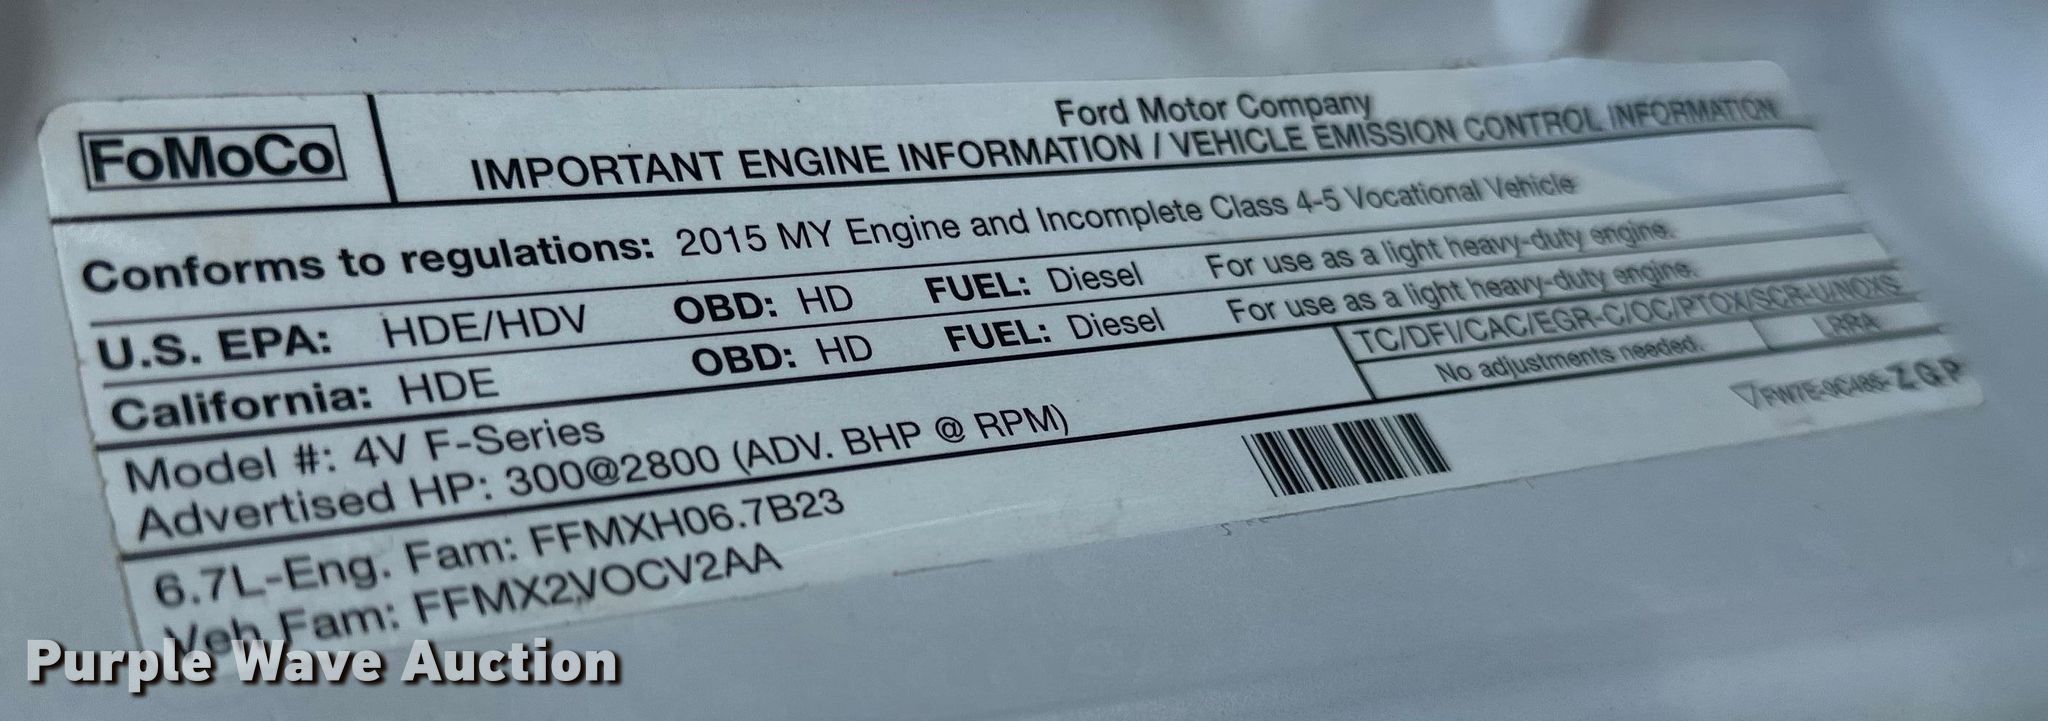 FoMoCo
Ford Motor Company
IMPORTANT ENGINE INFORMATION / VEHICLE EMISSION CONTROL INFORMATION
Conforms to regulations: 2015 MY Engine and Incomplete Class 4-5 Vocational Vehicle
U.S. EPA: HDE/HDV OBD: HD FUEL: Diesel For use as a light heavy-duty engine.
California: HDE OBD: HD FUEL: Diesel For use as a light heavy-duty engine.
Model #: 4V F-Series
Advertised HP: 300@2800 (ADV. BHP @ RPM)
TC/DFI/CAC/EGR-C/OC/PTOX/SCR-U/NOXS
No adjustments needed. LRRA
FW7E-9C485-ZGP
6.7L-Eng. Fam: FFMXH06.7B23
Veh Fam: FFMX2VOCV2AA
Purple Wave Auction